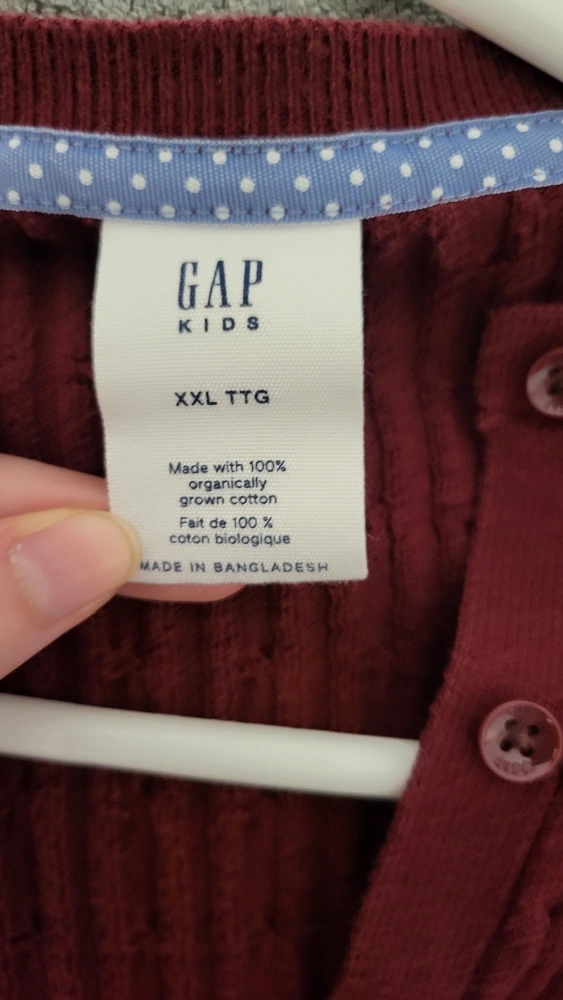 GAP
KIDS
XXL TTG
Made with 100%
organically
grown cotton
Fait de 100 %
coton biologique
MADE IN BANGLADESH